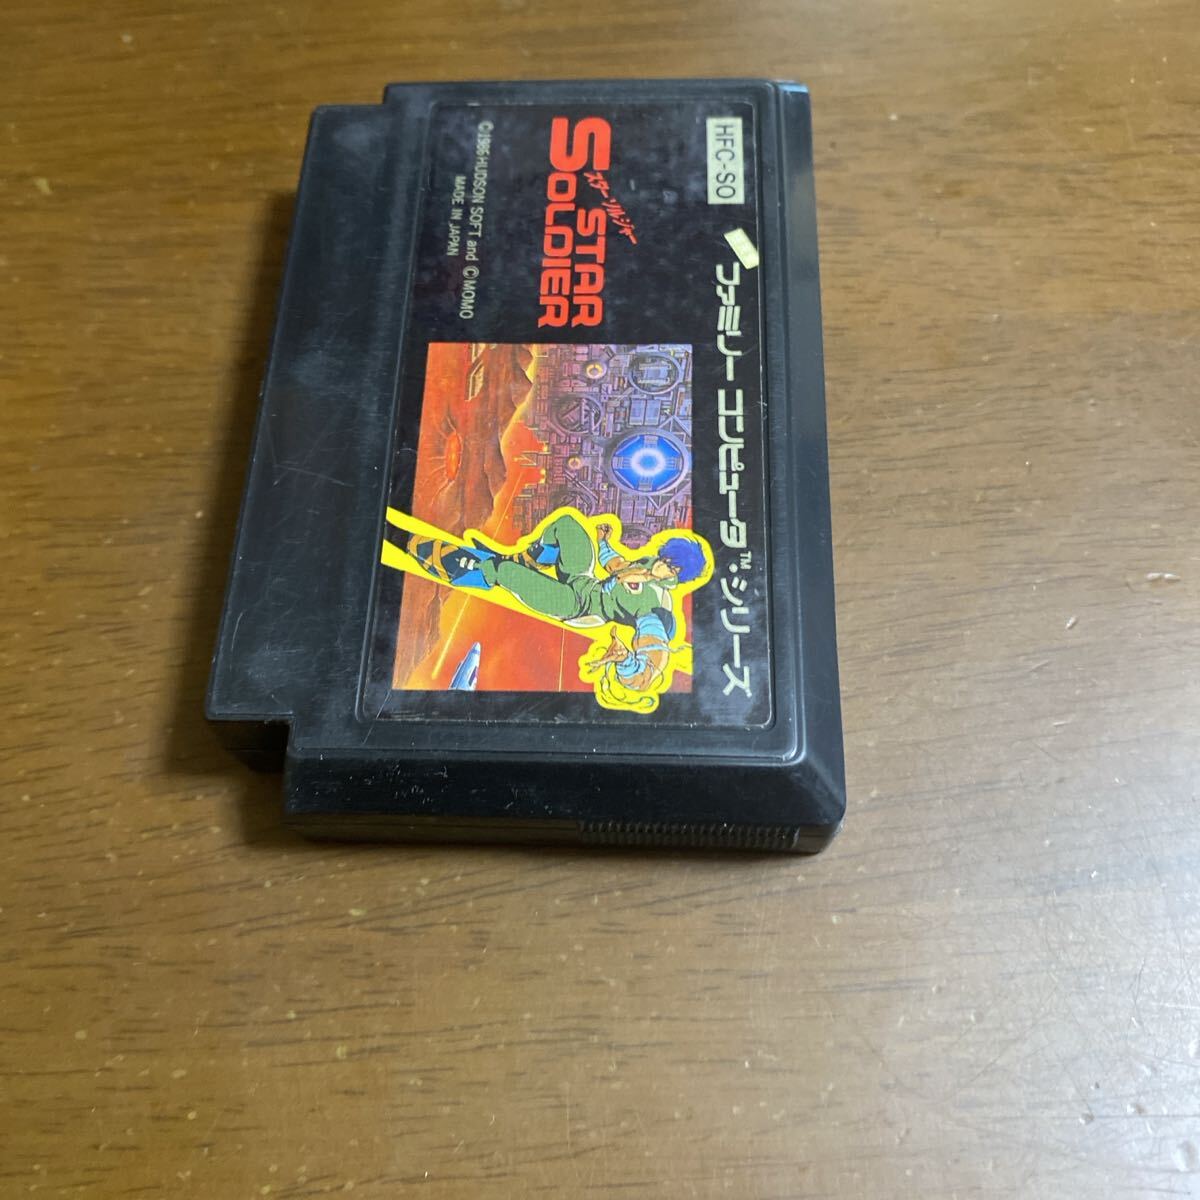 HFC-SO
ファミリー コンピュータ™・シリーズ
スター ソルジャー
STAR
SOLDIER
©1986 HUDSON SOFT and ©MOMO
MADE IN JAPAN